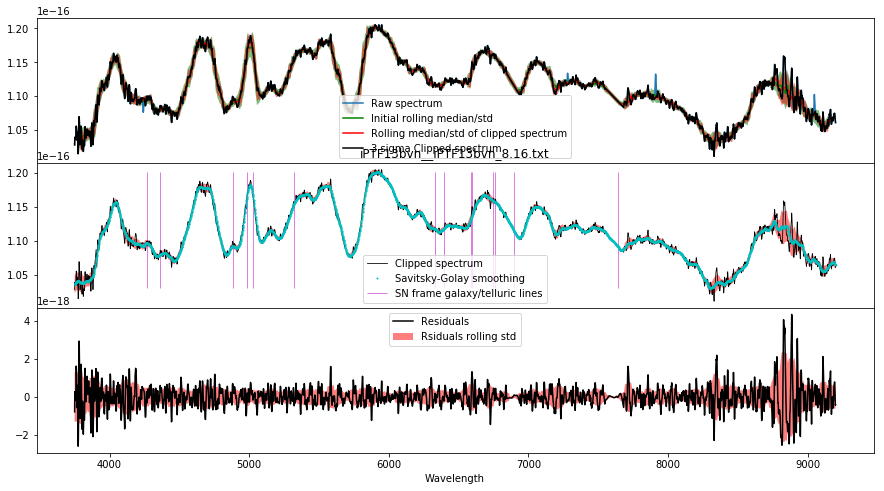 1e−16
1.20
1.15
1.10
1.05
Raw spectrum
Initial rolling median/std
Rolling median/std of clipped spectrum
3-sigma Clipped spectrum
iPTF13bvn__iPTF13bvn_8.16.txt
1e−16
1.20
1.15
1.10
1.05
Clipped spectrum
Savitsky-Golay smoothing
SN frame galaxy/telluric lines
1e−18
4
2
0
−2
Residuals
Rsiduals rolling std
4000 5000 6000 7000 8000 9000
Wavelength